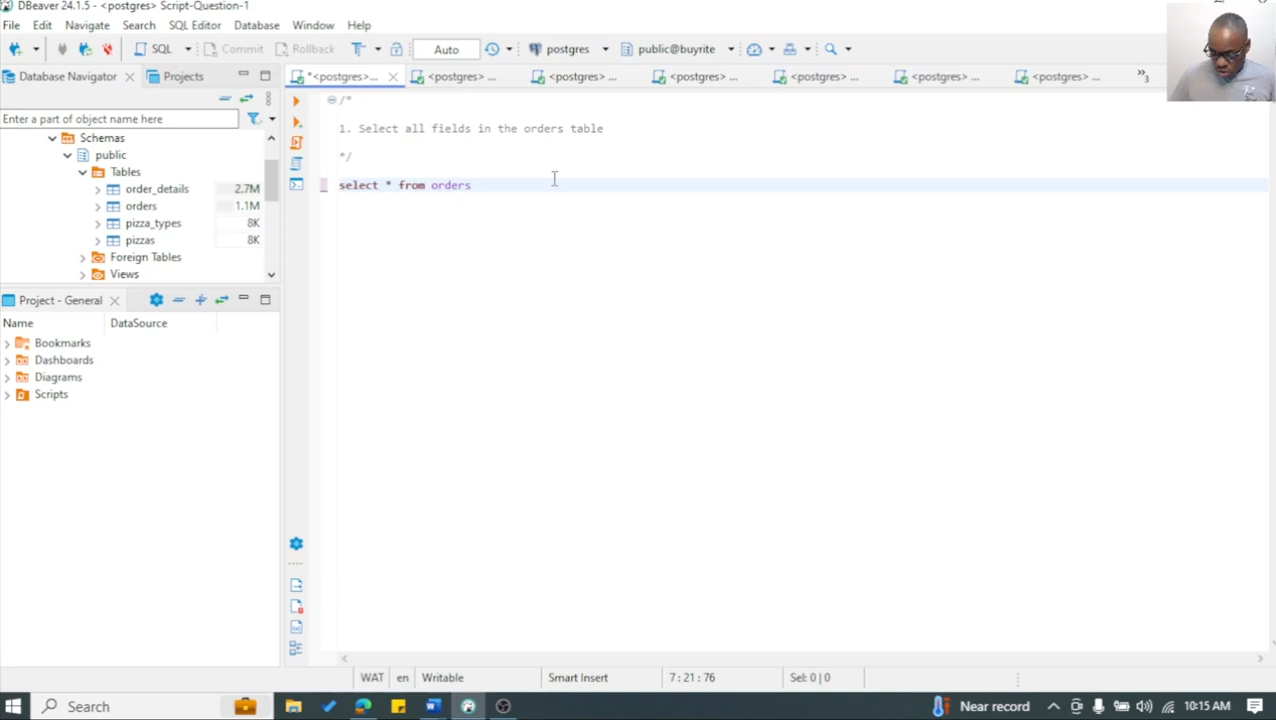 DBeaver 24.1.5 - <postgres> Script-Question-1
File Edit Navigate Search SQL Editor Database Window Help
SQL Commit Rollback Auto postgres public@buyrite
Database Navigator Projects
*<postgres>... <postgres> ... <postgres> ... <postgres> ... <postgres> ... <postgres> ... <postgres> ... »3
Enter a part of object name here
Schemas
public
Tables
order_details 2.7M
orders 1.1M
pizza_types 8K
pizzas 8K
Foreign Tables
Views
Project - General
Name DataSource
Bookmarks
Dashboards
Diagrams
Scripts
/*
1. Select all fields in the orders table
*/
select * from orders
WAT en Writable Smart Insert 7 : 21 : 76 Sel: 0 | 0
Search Near record 10:15 AM